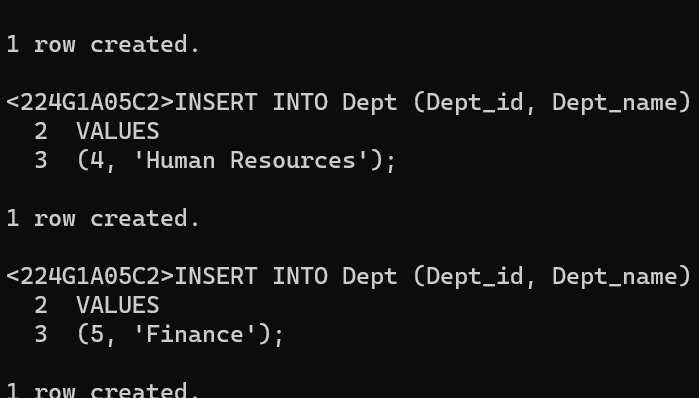 1 row created.
<224G1A05C2>INSERT INTO Dept (Dept_id, Dept_name)
2 VALUES
3 (4, 'Human Resources');
1 row created.
<224G1A05C2>INSERT INTO Dept (Dept_id, Dept_name)
2 VALUES
3 (5, 'Finance');
1 row created.